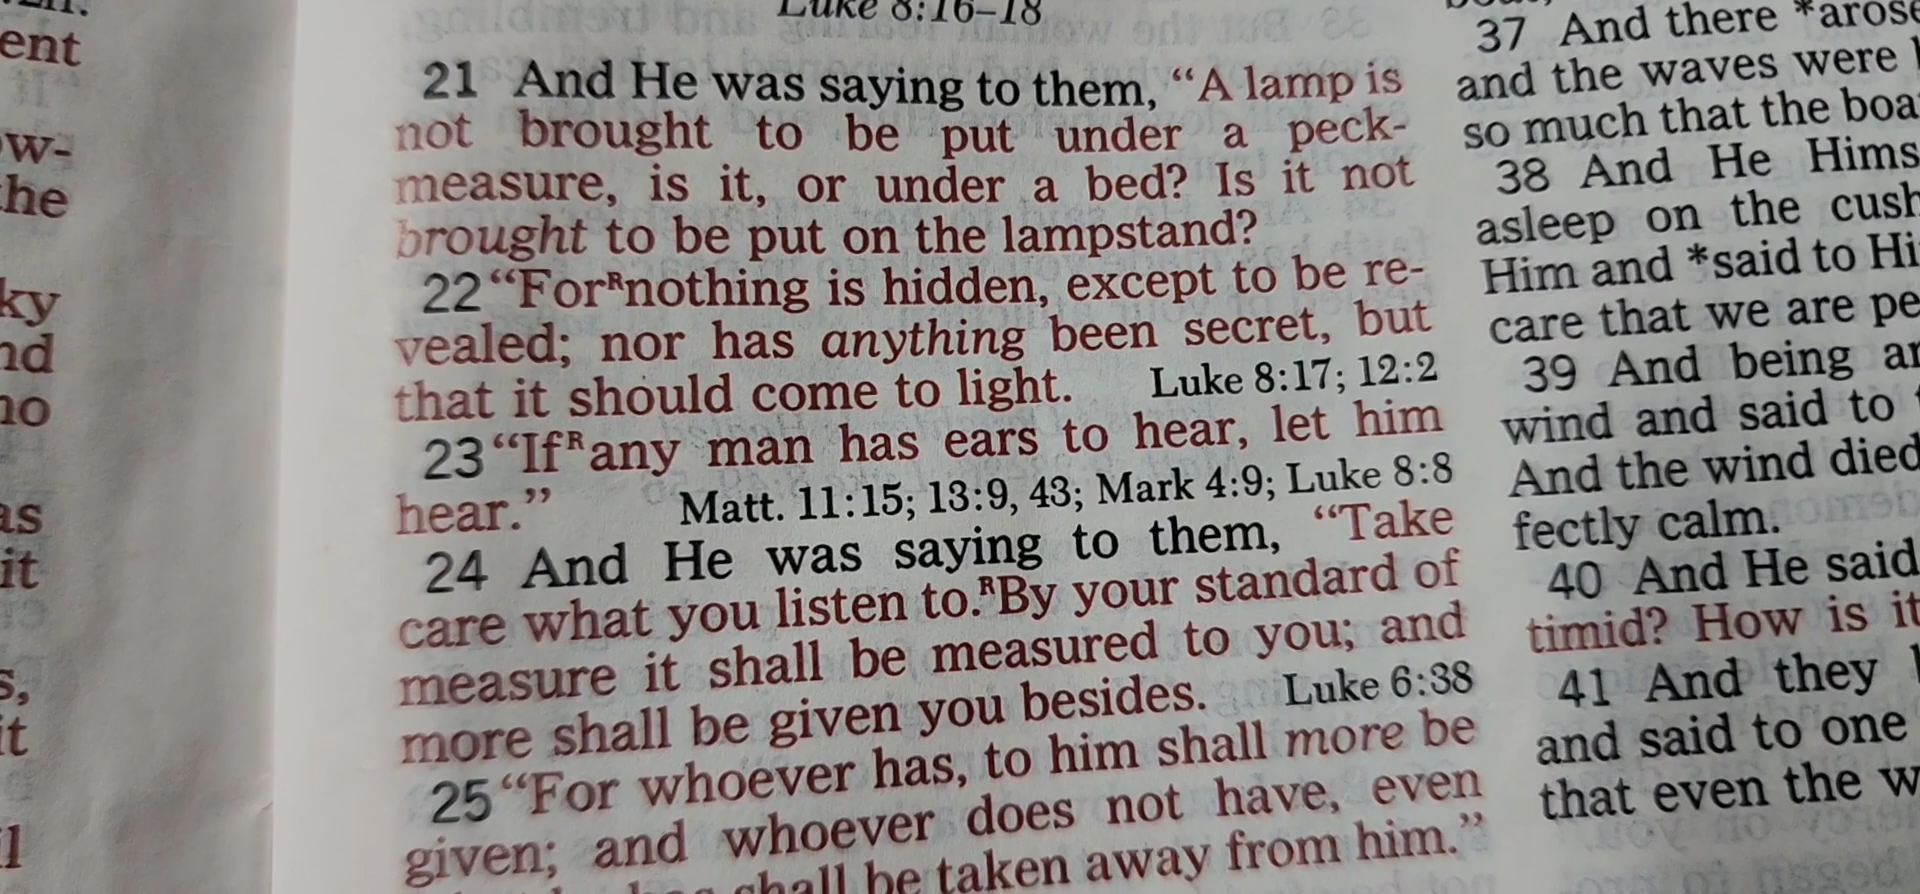 ent
w-
he
ky
nd
no
as
it
s,
it
Luke 8:16–18
21 And He was saying to them, “A lamp is
not brought to be put under a peck-
measure, is it, or under a bed? Is it not
brought to be put on the lampstand?
22 “For ᴿnothing is hidden, except to be re-
vealed; nor has anything been secret, but
that it should come to light. Luke 8:17; 12:2
23 “If ᴿany man has ears to hear, let him
hear.” Matt. 11:15; 13:9, 43; Mark 4:9; Luke 8:8
24 And He was saying to them, “Take
care what you listen to. ᴿBy your standard of
measure it shall be measured to you; and
more shall be given you besides. Luke 6:38
25 “For whoever has, to him shall more be
given; and whoever does not have, even
shall be taken away from him.”
37 And there *arose
and the waves were
so much that the boa
38 And He Hims
asleep on the cush
Him and *said to Hi
care that we are pe
39 And being ar
wind and said to
And the wind died
fectly calm.
40 And He said
timid? How is it
41 And they
and said to one
that even the w